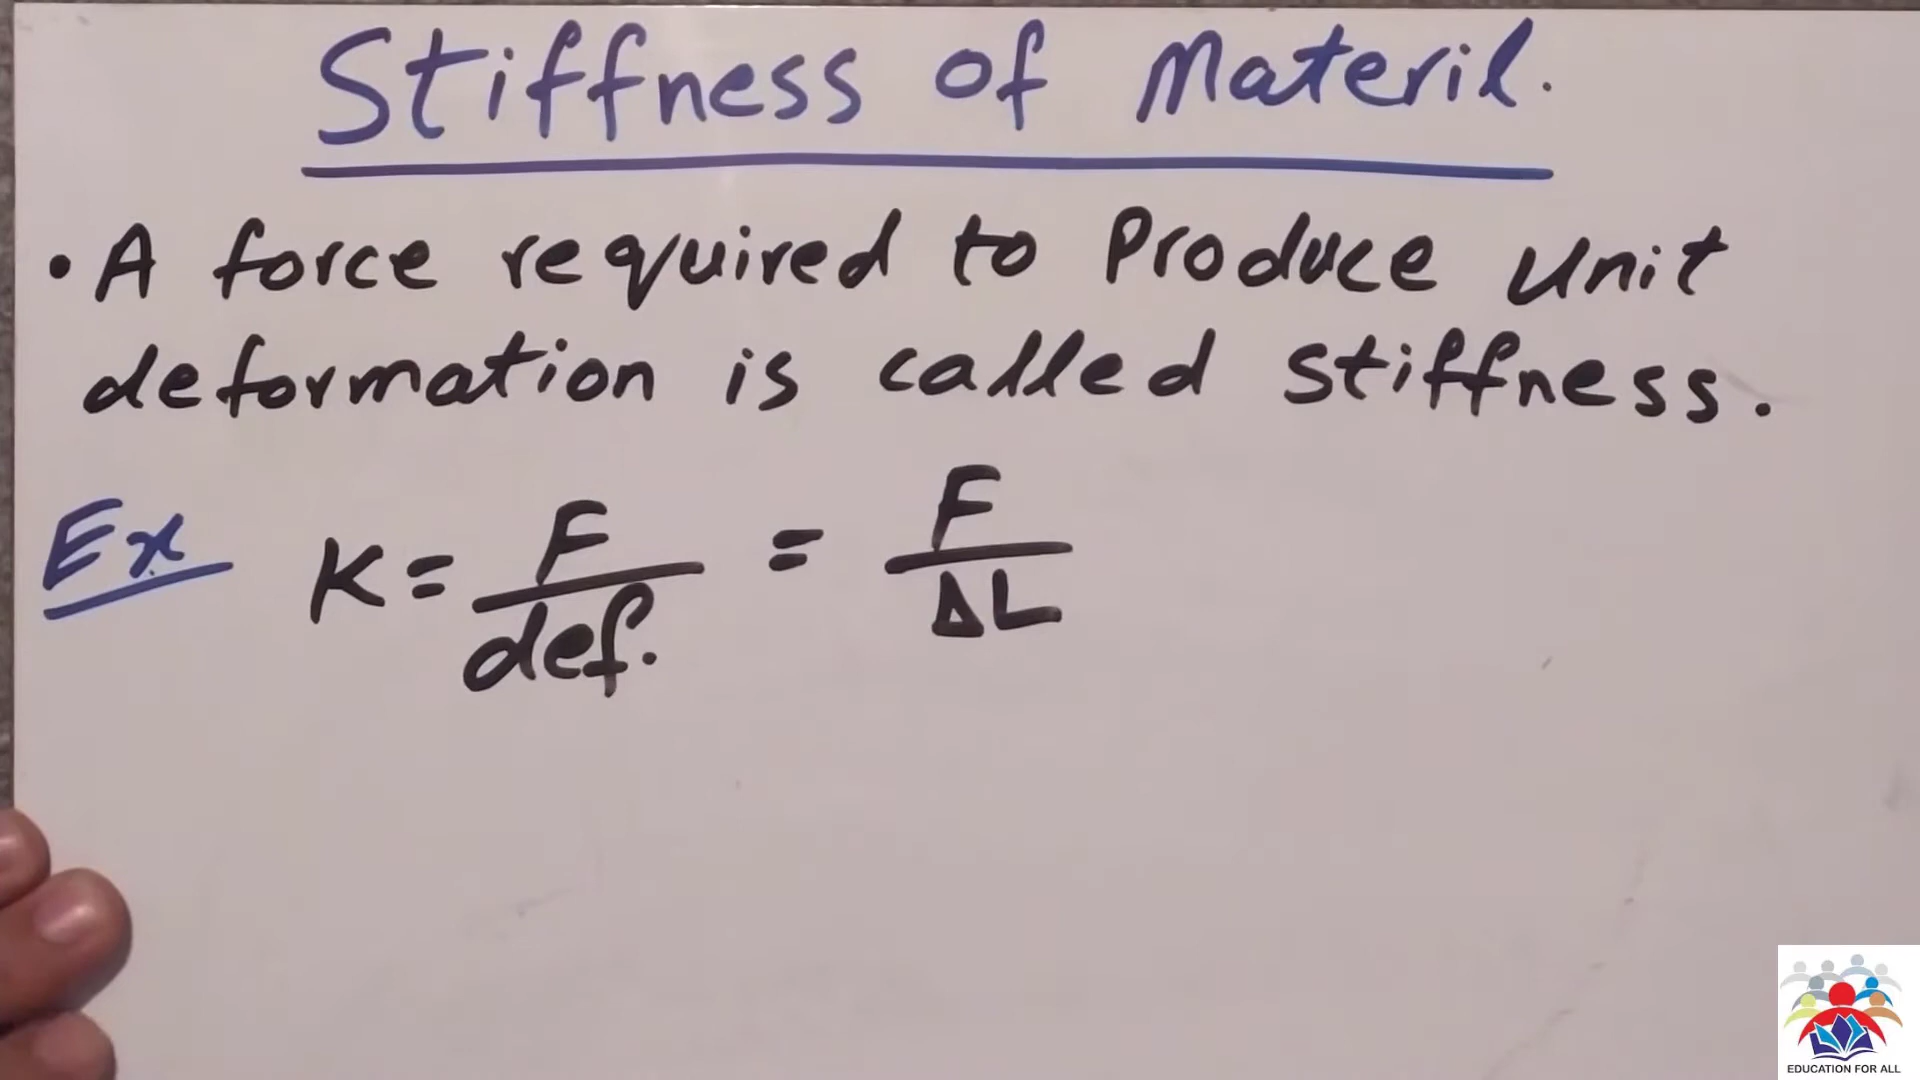 Stiffness of Materil.
• A force required to Produce unit
deformation is called stiffness.
Ex K = F/def. = F/ΔL
EDUCATION FOR ALL